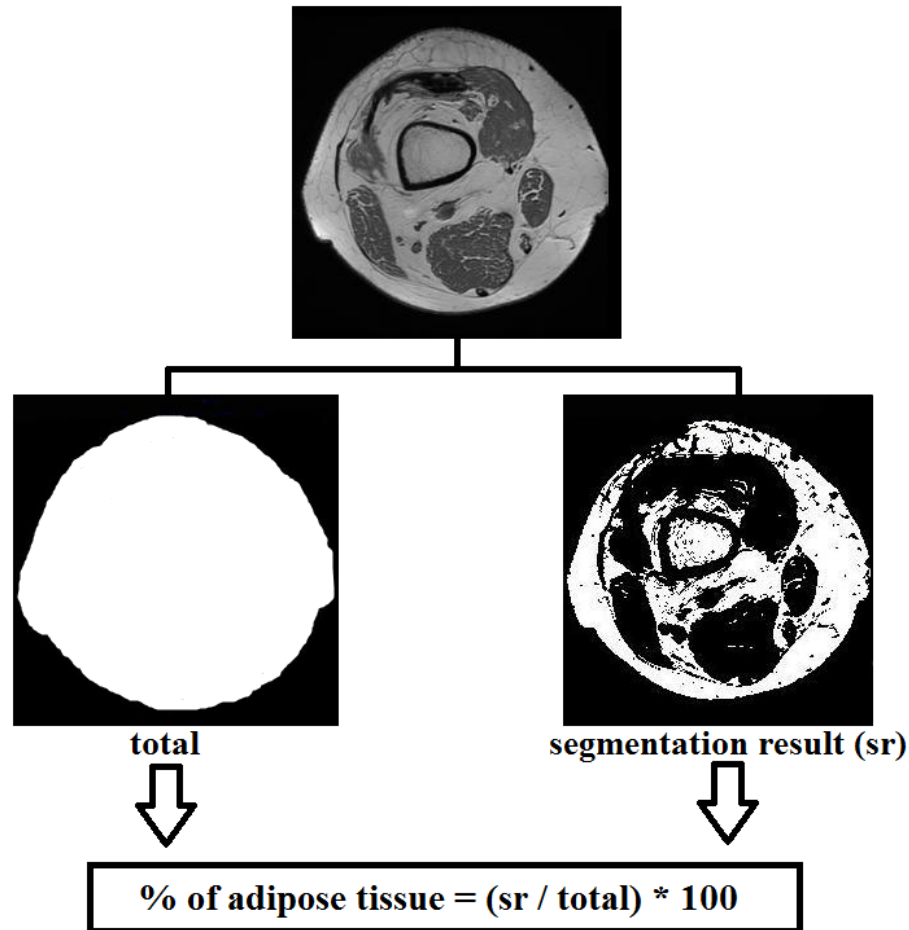 total
segmentation result (sr)
% of adipose tissue = (sr / total) * 100